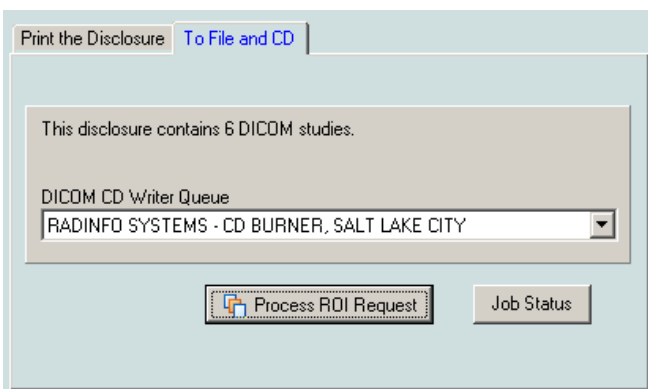 Print the Disclosure To File and CD
This disclosure contains 6 DICOM studies.
DICOM CD Writer Queue
RADINFO SYSTEMS - CD BURNER, SALT LAKE CITY
Process ROI Request Job Status